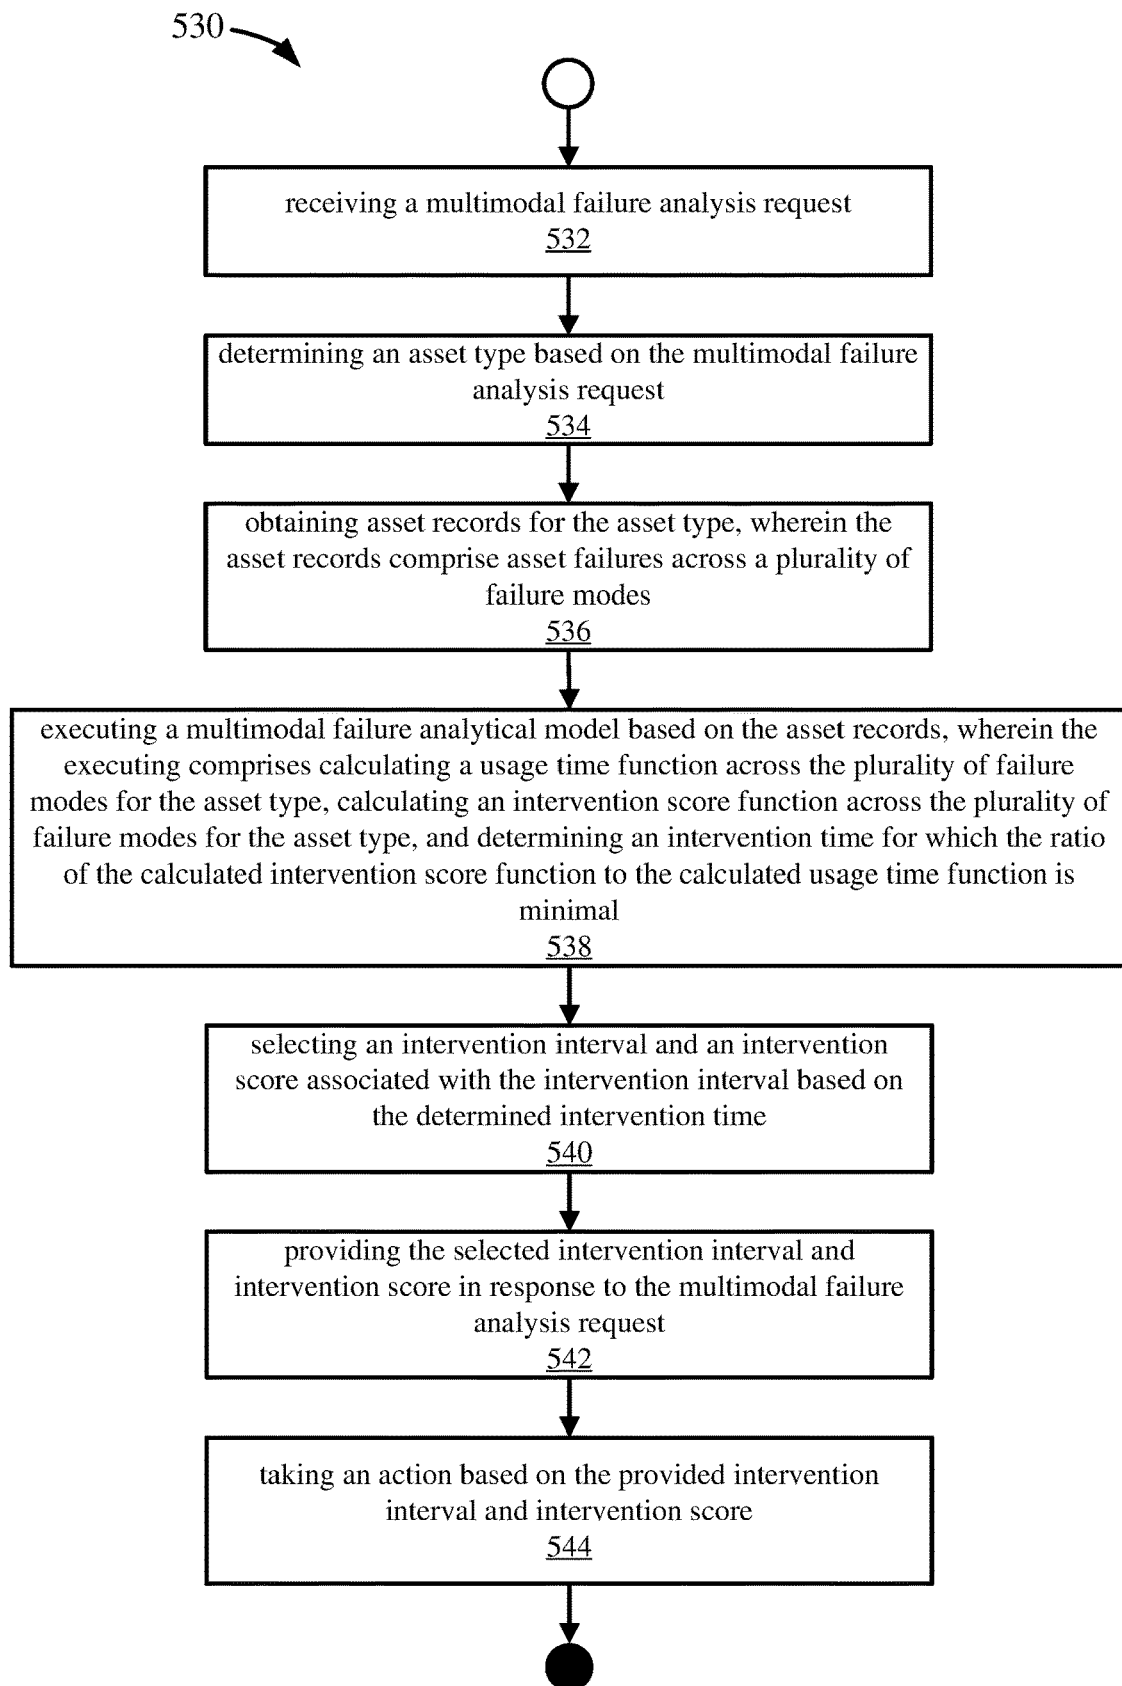 530
receiving a multimodal failure analysis request
532
determining an asset type based on the multimodal failure
analysis request
534
obtaining asset records for the asset type, wherein the
asset records comprise asset failures across a plurality of
failure modes
536
executing a multimodal failure analytical model based on the asset records, wherein the
executing comprises calculating a usage time function across the plurality of failure
modes for the asset type, calculating an intervention score function across the plurality of
failure modes for the asset type, and determining an intervention time for which the ratio
of the calculated intervention score function to the calculated usage time function is
minimal
538
selecting an intervention interval and an intervention
score associated with the intervention interval based on
the determined intervention time
540
providing the selected intervention interval and
intervention score in response to the multimodal failure
analysis request
542
taking an action based on the provided intervention
interval and intervention score
544